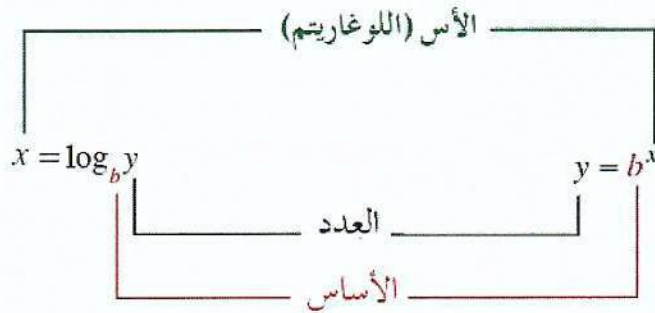 الأس (اللوغاريتم)
x = log_b y
y = b^x
العدد
الأساس